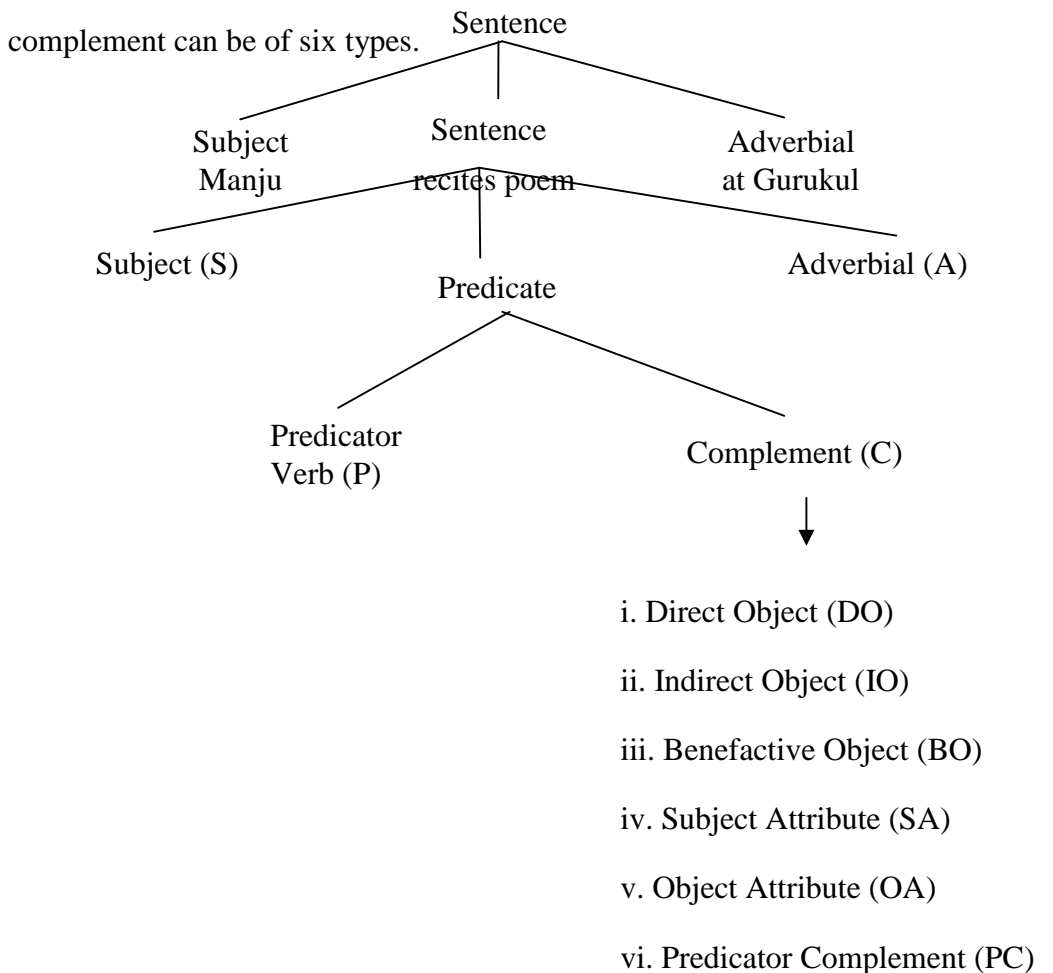 Sentence
complement can be of six types.
Subject
Manju
Sentence
recites poem
Adverbial
at Gurukul
Subject (S)
Adverbial (A)
Predicate
Predicator
Verb (P)
Complement (C)
i. Direct Object (DO)
ii. Indirect Object (IO)
iii. Benefactive Object (BO)
iv. Subject Attribute (SA)
v. Object Attribute (OA)
vi. Predicator Complement (PC)